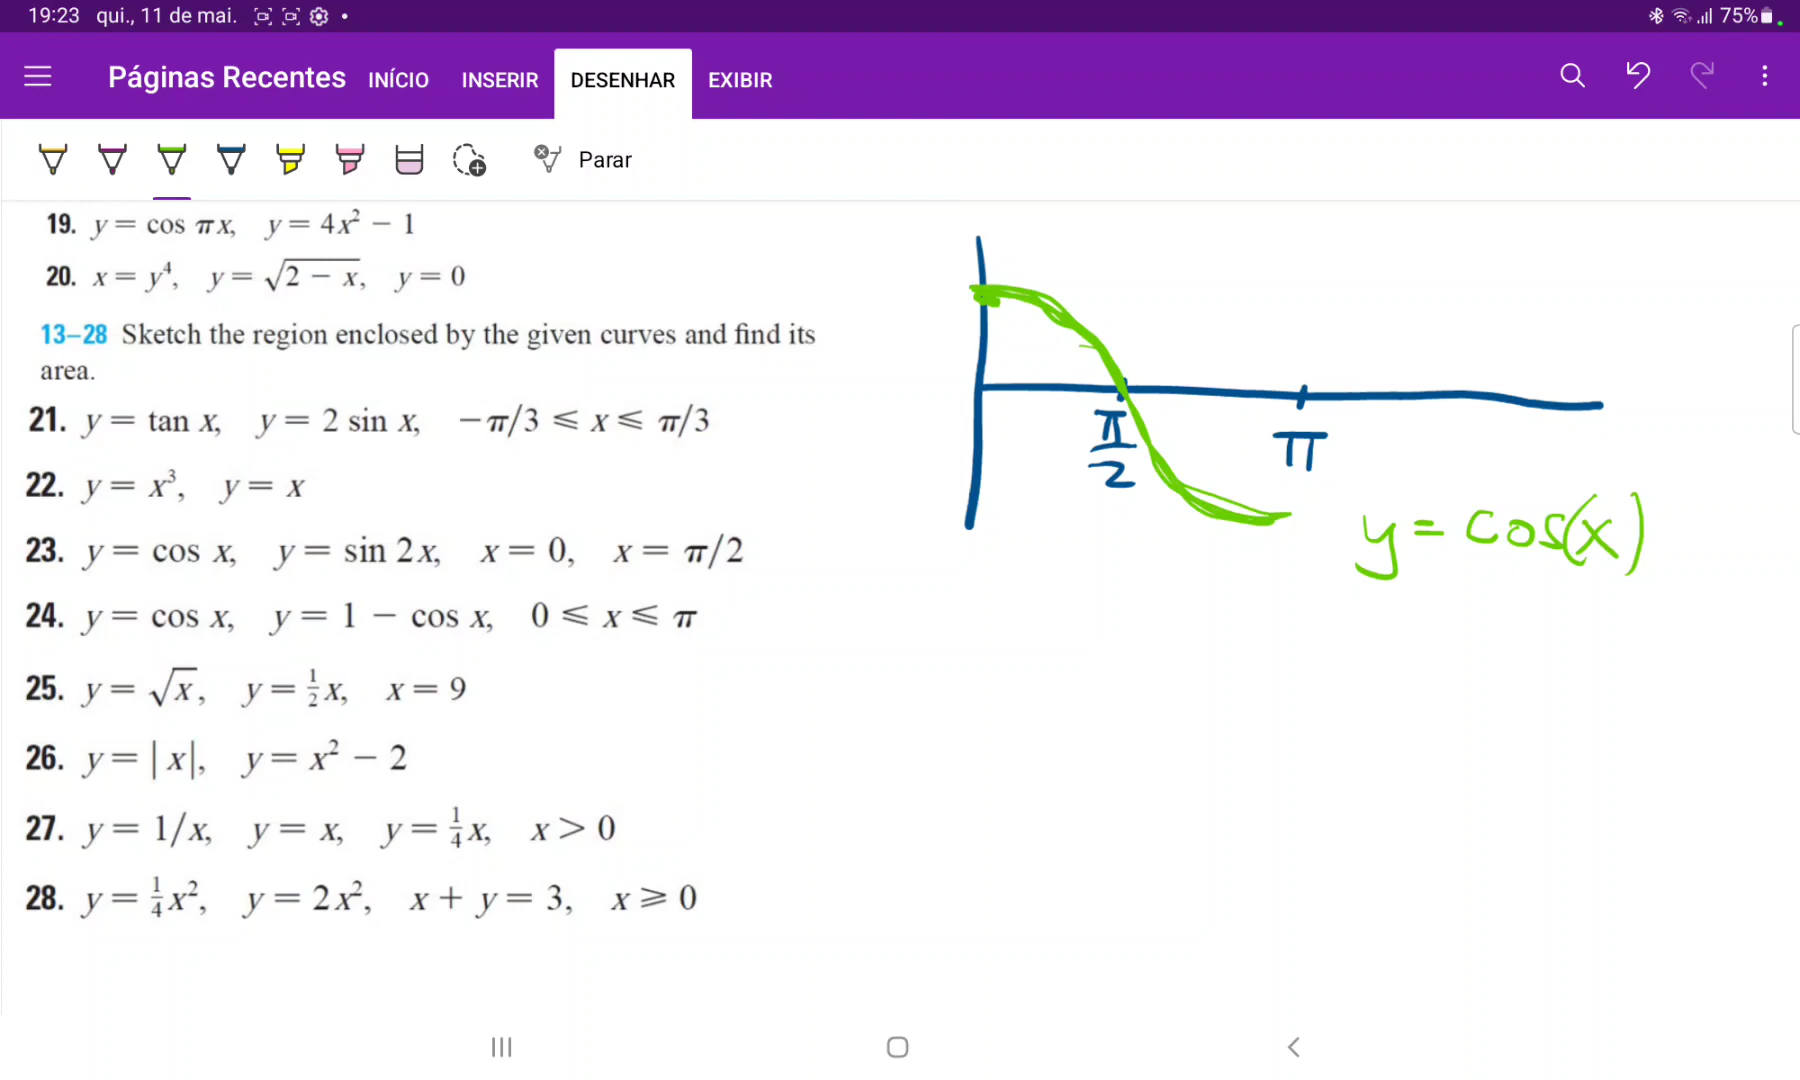 19:23 qui., 11 de mai. 75%
Páginas Recentes INÍCIO INSERIR DESENHAR EXIBIR
Parar
19. y = cos πx, y = 4x² − 1
20. x = y⁴, y = √(2 − x), y = 0
13–28 Sketch the region enclosed by the given curves and find its
area.
21. y = tan x, y = 2 sin x, −π/3 ⩽ x ⩽ π/3
22. y = x³, y = x
23. y = cos x, y = sin 2x, x = 0, x = π/2
24. y = cos x, y = 1 − cos x, 0 ⩽ x ⩽ π
25. y = √x, y = ½x, x = 9
26. y = |x|, y = x² − 2
27. y = 1/x, y = x, y = ¼x, x > 0
28. y = ¼x², y = 2x², x + y = 3, x ⩾ 0
π/2
π
y = cos(x)